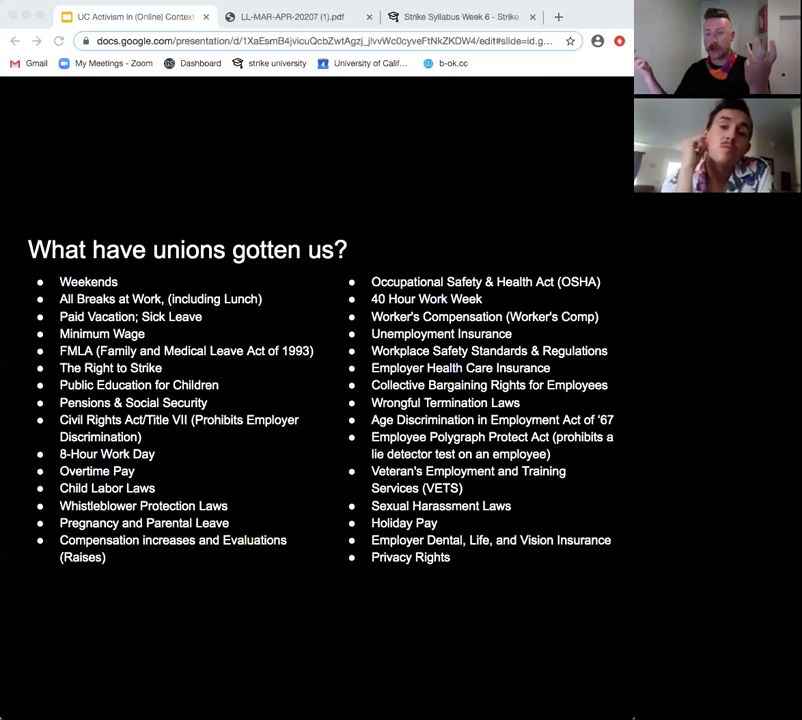 UC Activism In (Online) Context
LL-MAR-APR-20207 (1).pdf
Strike Syllabus Week 6 - Strike
docs.google.com/presentation/d/1XaEsmB4jvicuQcbZwtAgzj_jlvvWc0cyveFtNkZKDW4/edit#slide=id.g...
Gmail
My Meetings - Zoom
Dashboard
strike university
University of Calif...
b-ok.cc
What have unions gotten us?
Weekends
All Breaks at Work, (including Lunch)
Paid Vacation; Sick Leave
Minimum Wage
FMLA (Family and Medical Leave Act of 1993)
The Right to Strike
Public Education for Children
Pensions & Social Security
Civil Rights Act/Title VII (Prohibits Employer
Discrimination)
8-Hour Work Day
Overtime Pay
Child Labor Laws
Whistleblower Protection Laws
Pregnancy and Parental Leave
Compensation increases and Evaluations
(Raises)
Occupational Safety & Health Act (OSHA)
40 Hour Work Week
Worker's Compensation (Worker's Comp)
Unemployment Insurance
Workplace Safety Standards & Regulations
Employer Health Care Insurance
Collective Bargaining Rights for Employees
Wrongful Termination Laws
Age Discrimination in Employment Act of ‘67
Employee Polygraph Protect Act (prohibits a
lie detector test on an employee)
Veteran's Employment and Training
Services (VETS)
Sexual Harassment Laws
Holiday Pay
Employer Dental, Life, and Vision Insurance
Privacy Rights